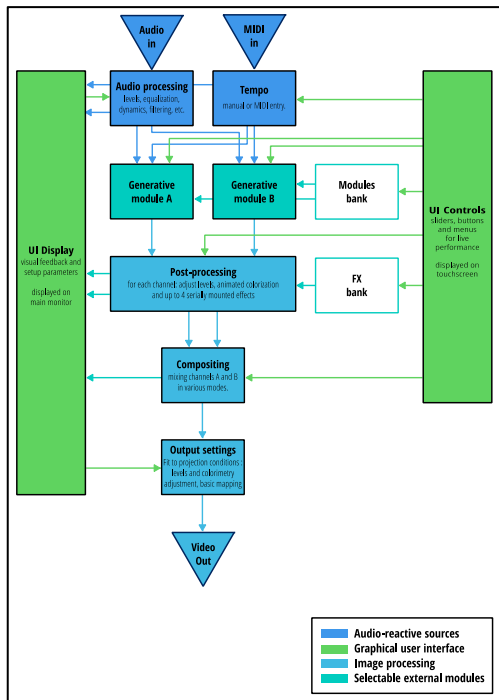 Audio
in
MIDI
in
Audio processing
levels, equalization,
dynamics, filtering, etc.
Tempo
manual or MIDI entry.
Generative
module A
Generative
module B
Modules
bank
UI Controls
sliders, buttons
and menus
for live
performance
displayed on
touchscreen
UI Display
visual feedback and
setup parameters
displayed on
main monitor
Post-processing
for each channel: adjust levels, animated colorization
and up to 4 serially mounted effects
FX
bank
Compositing
mixing channels A and B
in various modes.
Output settings
Fit to projection conditions :
levels and colorimetry
adjustment, basic mapping
Video
Out
Audio-reactive sources
Graphical user interface
Image processing
Selectable external modules